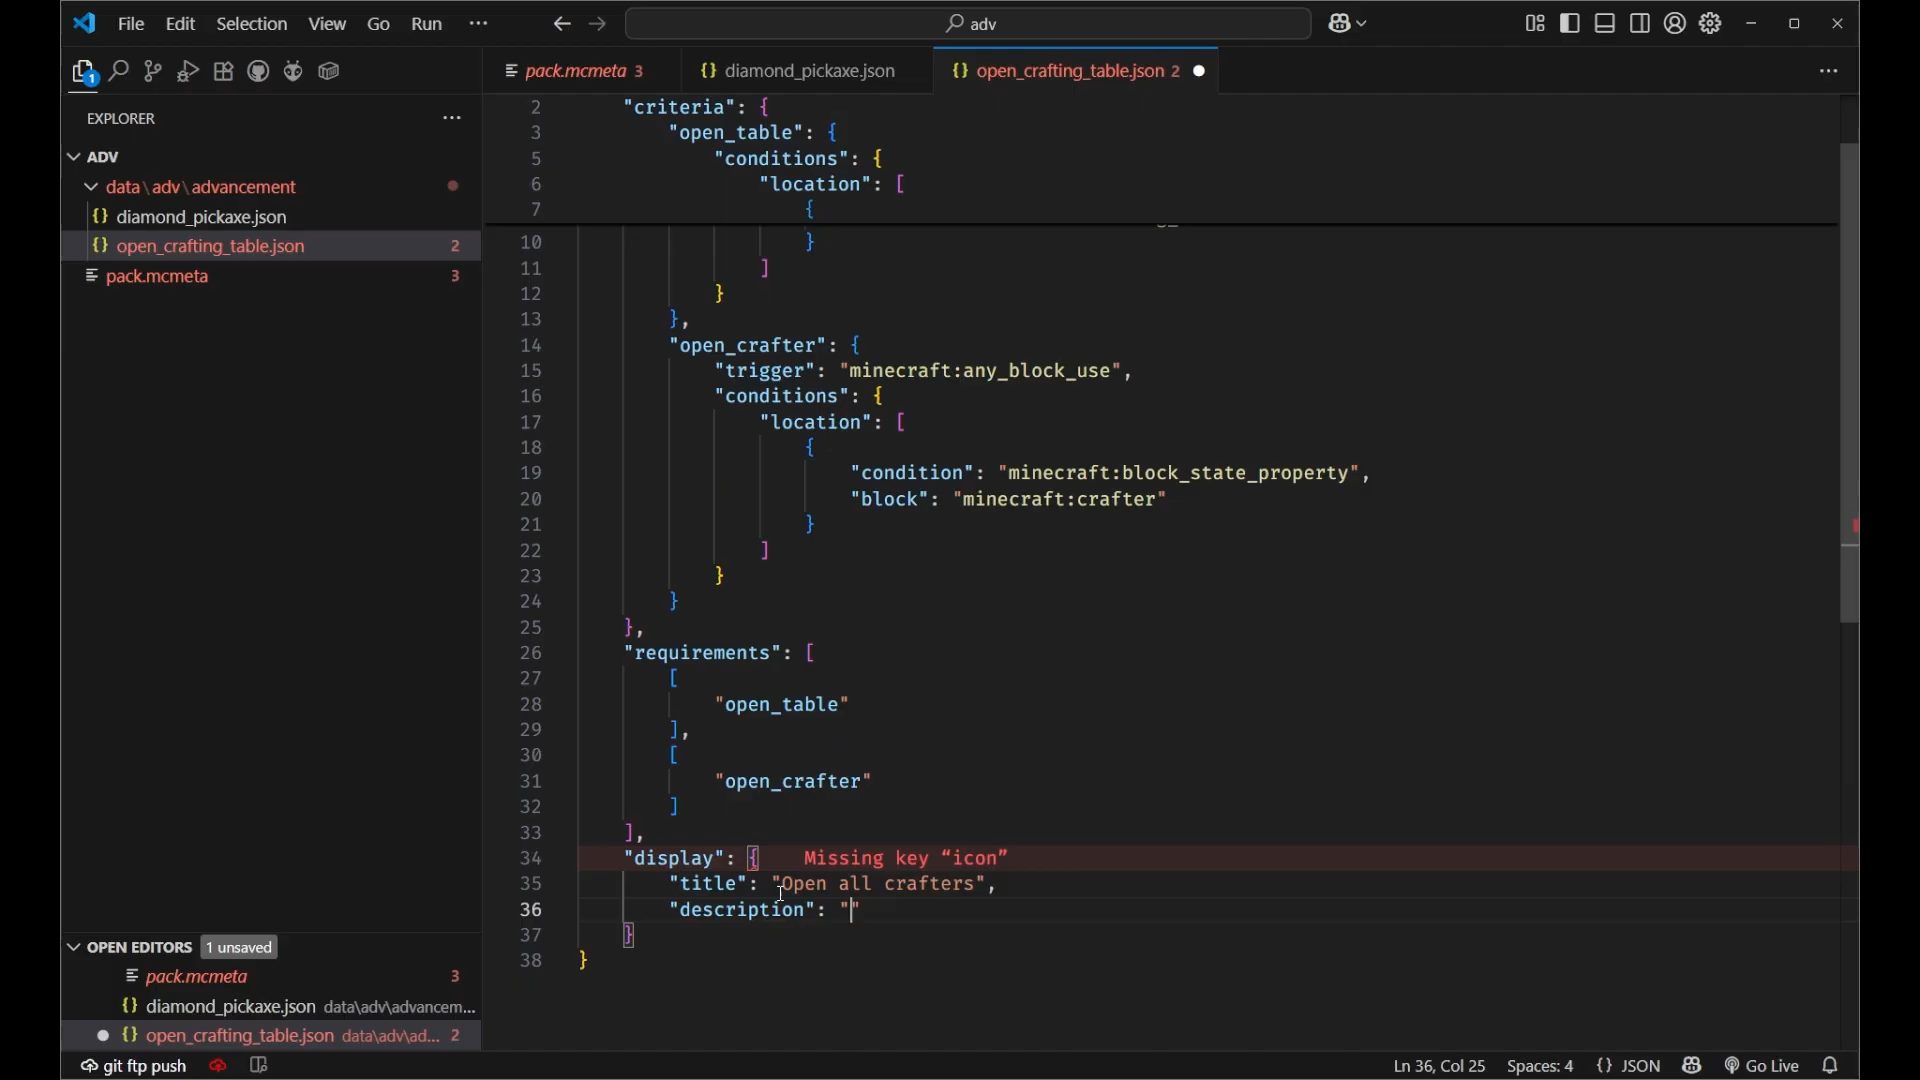 File Edit Selection View Go Run ···
adv
1
pack.mcmeta 3
{} diamond_pickaxe.json
{} open_crafting_table.json 2
EXPLORER
ADV
data\adv\advancement
{} diamond_pickaxe.json
{} open_crafting_table.json 2
pack.mcmeta 3
2 "criteria": {
3 "open_table": {
5 "conditions": {
6 "location": [
7 {
10 }
11 ]
12 }
13 },
14 "open_crafter": {
15 "trigger": "minecraft:any_block_use",
16 "conditions": {
17 "location": [
18 {
19 "condition": "minecraft:block_state_property",
20 "block": "minecraft:crafter"
21 }
22 ]
23 }
24 }
25 },
26 "requirements": [
27 [
28 "open_table"
29 ],
30 [
31 "open_crafter"
32 ]
33 ],
34 "display": { Missing key “icon”
35 "title": "Open all crafters",
36 "description": ""
37 }
38 }
OPEN EDITORS 1 unsaved
pack.mcmeta 3
{} diamond_pickaxe.json data\adv\advancem...
{} open_crafting_table.json data\adv\ad... 2
git ftp push
Ln 36, Col 25 Spaces: 4 {} JSON Go Live